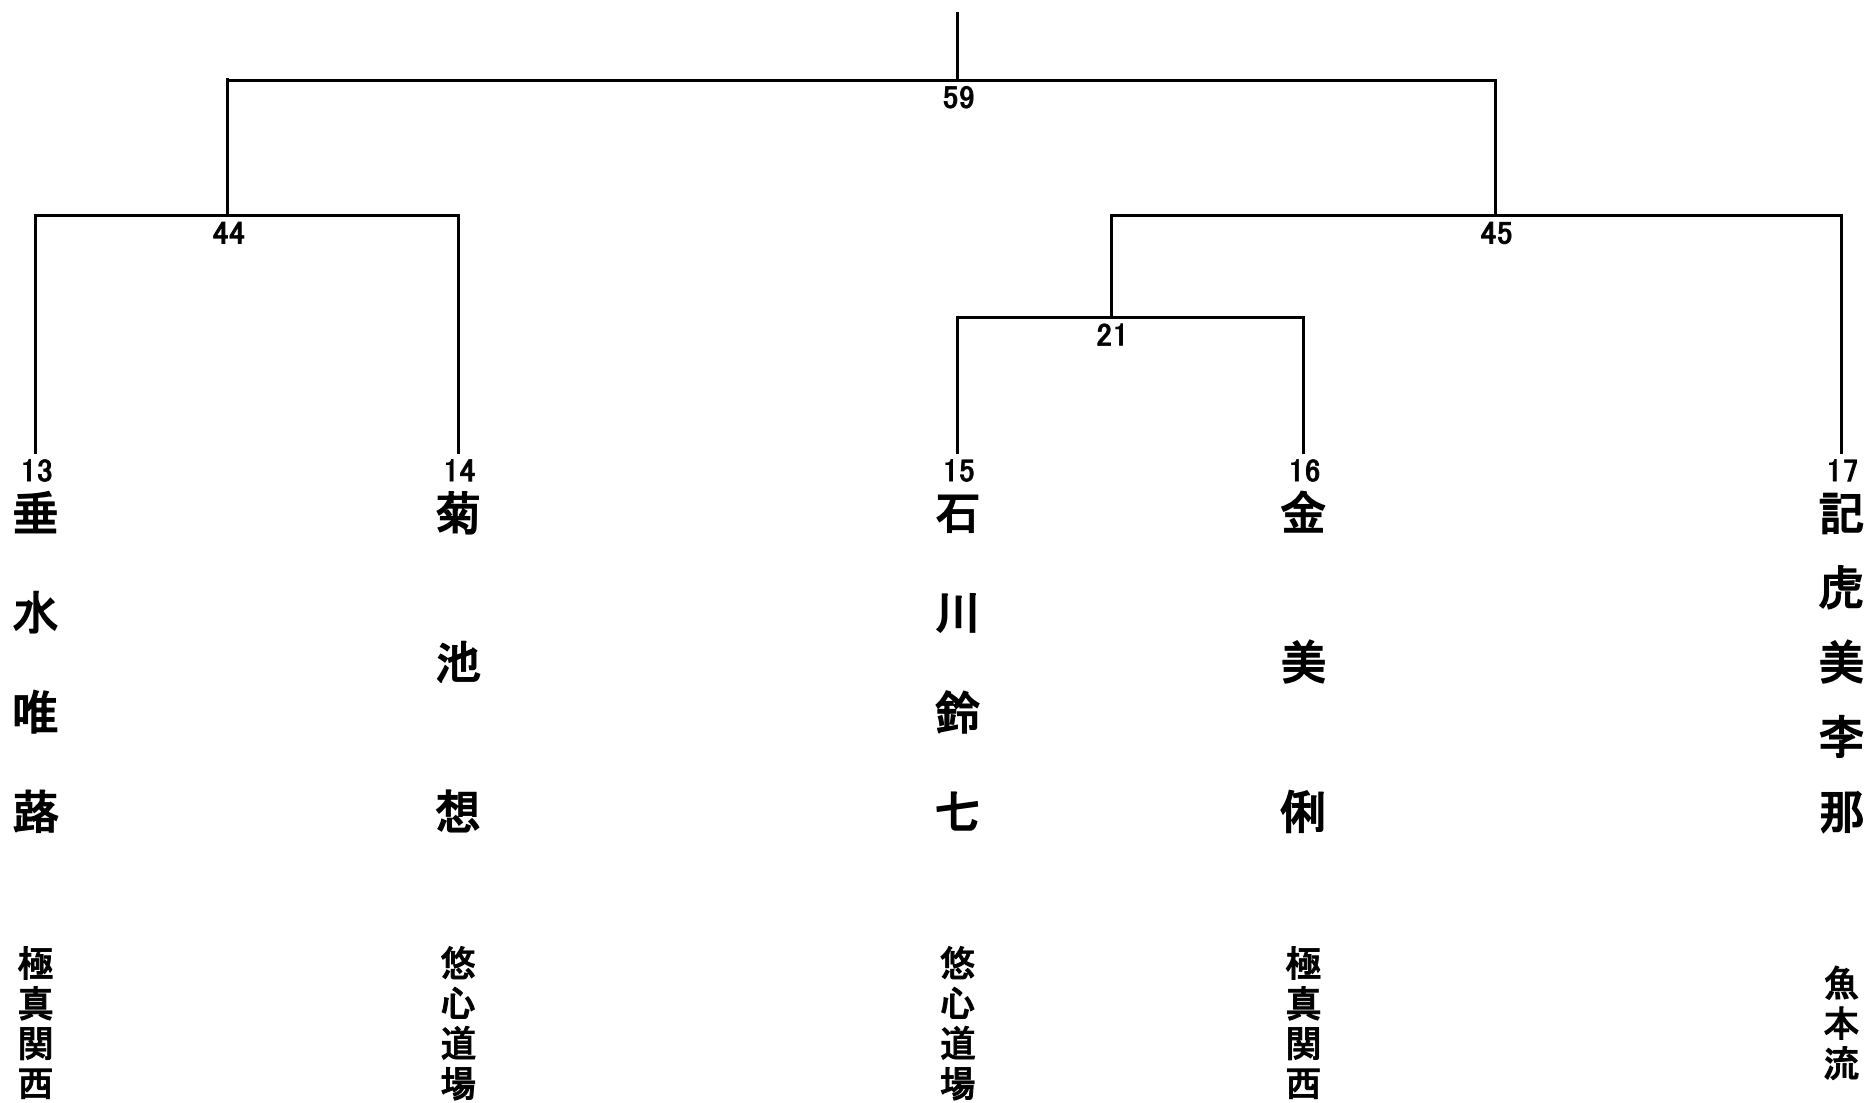 59
44
45
21
13
垂水唯蕗
極真関西
14
菊池想
悠心道場
15
石川鈴七
悠心道場
16
金美俐
極真関西
17
記虎美李那
魚本流